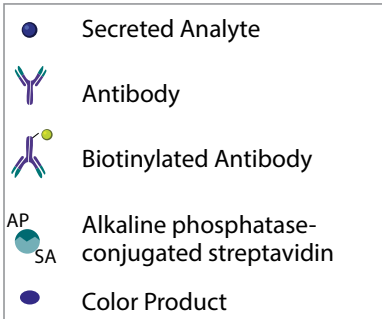 Secreted Analyte
Antibody
Biotinylated Antibody
AP
SA
Alkaline phosphatase-
conjugated streptavidin
Color Product